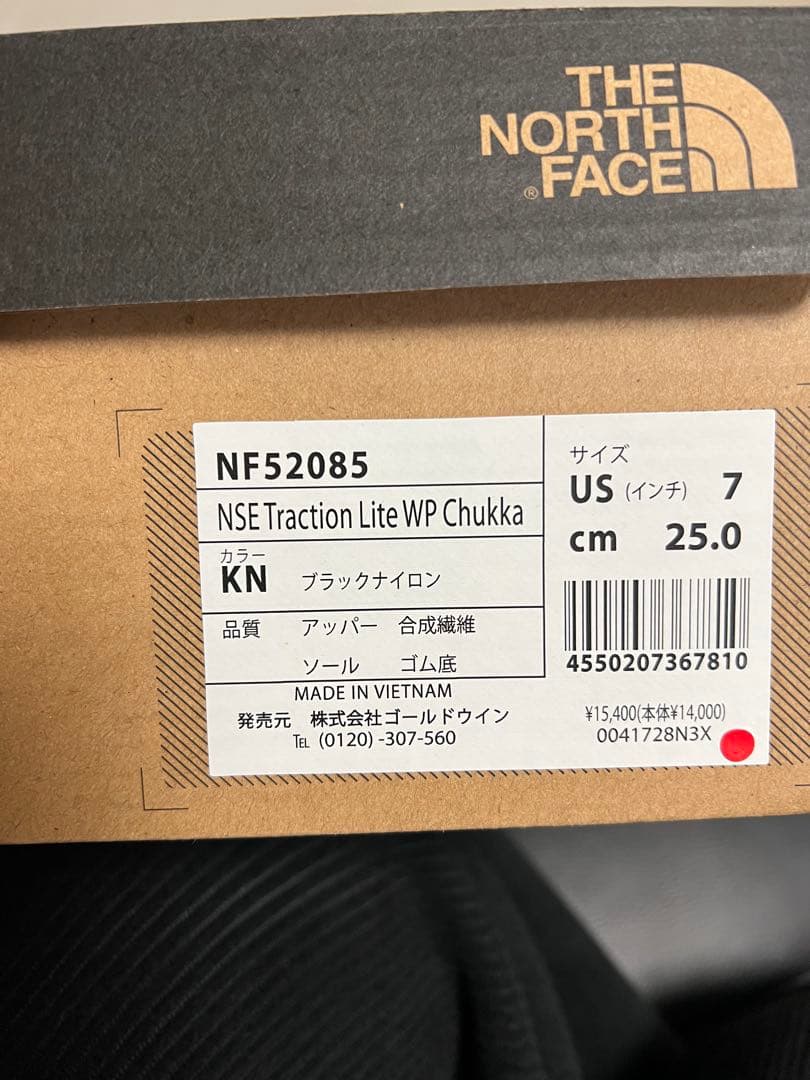 THE
NORTH
FACE
®
NF52085
NSE Traction Lite WP Chukka
カラー
KN ブラックナイロン
品質 アッパー 合成繊維
ソール ゴム底
MADE IN VIETNAM
発売元 株式会社ゴールドウイン
TEL (0120) -307-560
サイズ
US (インチ) 7
cm 25.0
4550207367810
¥15,400(本体¥14,000)
0041728N3X